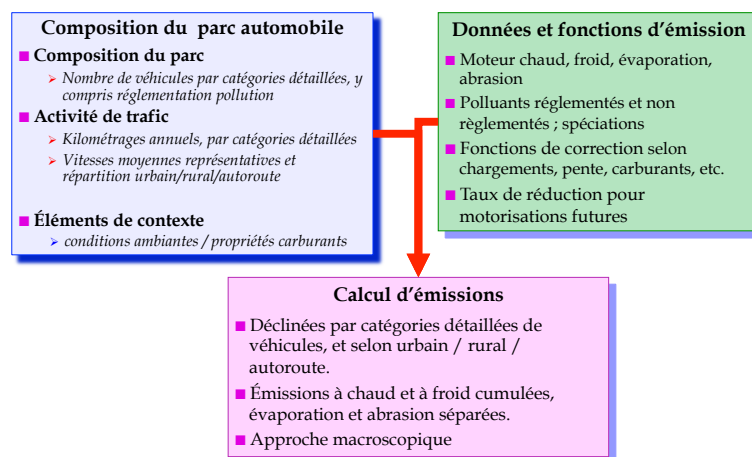 Composition du parc automobile
Composition du parc
Nombre de véhicules par catégories détaillées, y
compris réglementation pollution
Activité de trafic
Kilométrages annuels, par catégories détaillées
Vitesses moyennes représentatives et
répartition urbain/rural/autoroute
Éléments de contexte
conditions ambiantes / propriétés carburants
Données et fonctions d'émission
Moteur chaud, froid, évaporation,
abrasion
Polluants réglementés et non
règlementés ; spéciations
Fonctions de correction selon
chargements, pente, carburants, etc.
Taux de réduction pour
motorisations futures
Calcul d'émissions
Déclinées par catégories détaillées de
véhicules, et selon urbain / rural /
autoroute.
Émissions à chaud et à froid cumulées,
évaporation et abrasion séparées.
Approche macroscopique